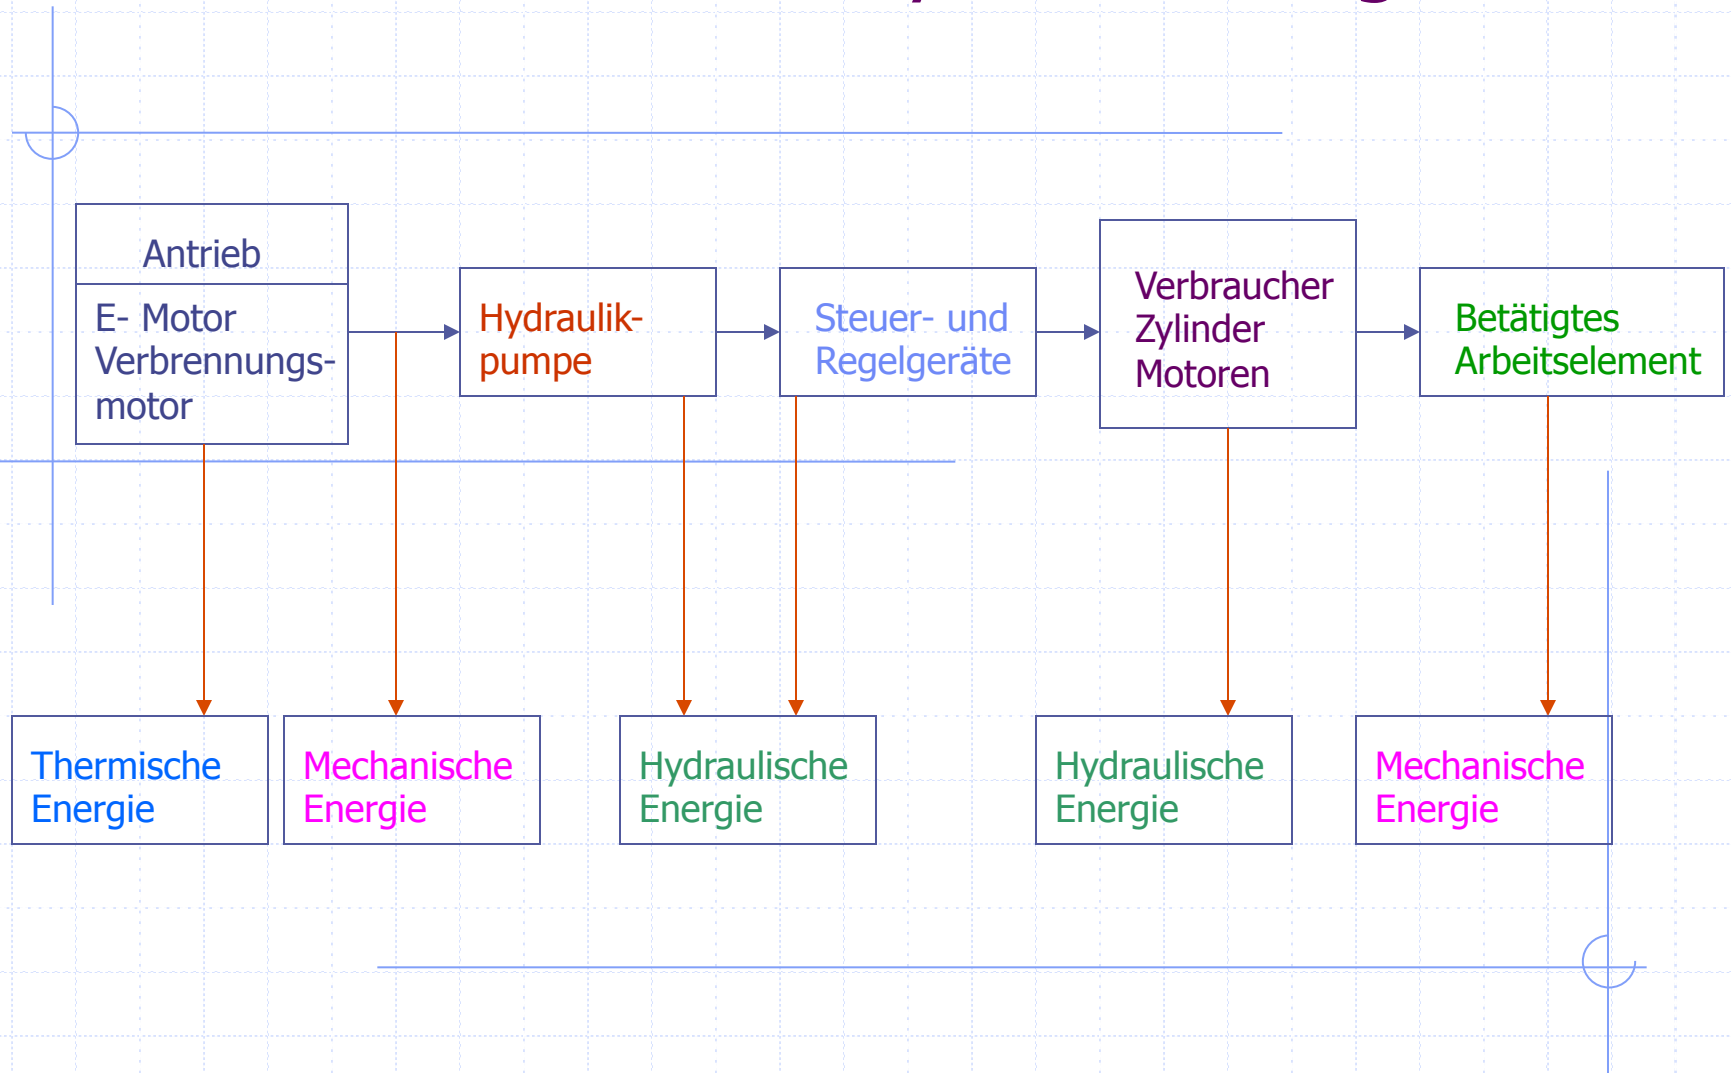 Antrieb
E- Motor
Verbrennungs-
motor
Hydraulik-
pumpe
Steuer- und
Regelgeräte
Verbraucher
Zylinder
Motoren
Betätigtes
Arbeitselement
Thermische
Energie
Mechanische
Energie
Hydraulische
Energie
Hydraulische
Energie
Mechanische
Energie